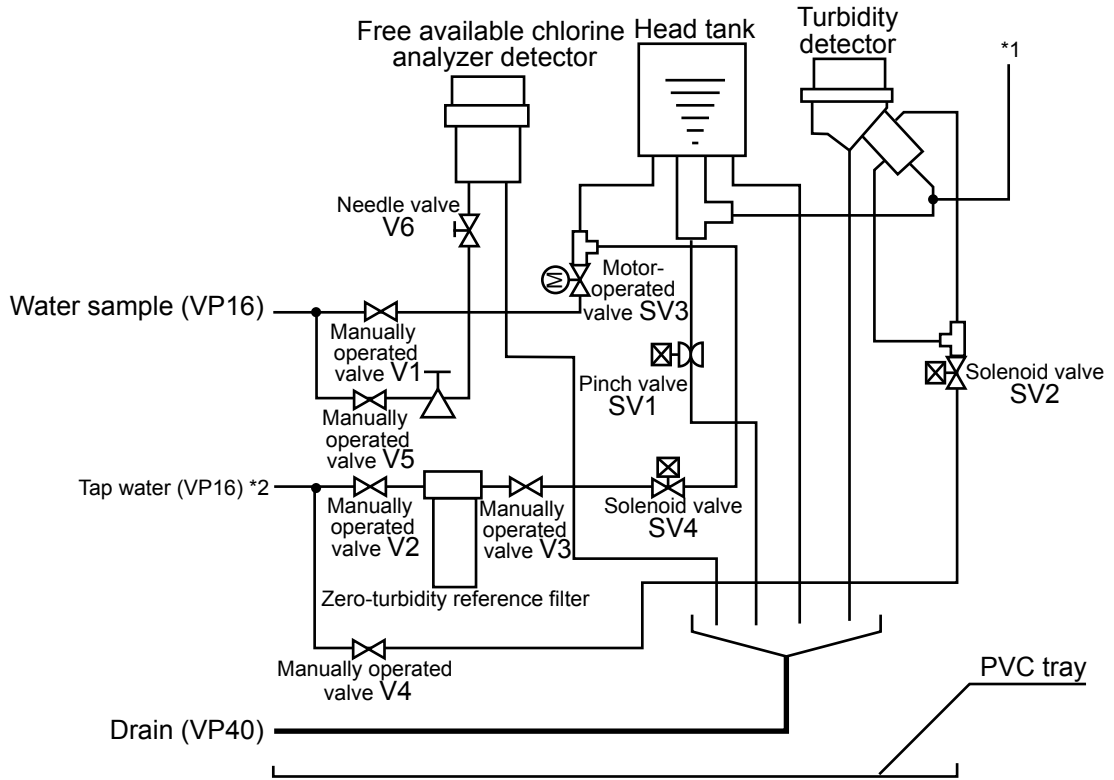 Free available chlorine
analyzer detector
Head tank
Turbidity
detector
*1
Needle valve
V6
M
Motor-
operated
valve SV3
Water sample (VP16)
Manually
operated
valve V1
Pinch valve
SV1
Solenoid valve
SV2
Manually
operated
valve V5
Tap water (VP16) *2
Manually
operated
valve V2
Manually
operated
valve V3
Solenoid valve
SV4
Zero-turbidity reference filter
Manually operated
valve V4
PVC tray
Drain (VP40)